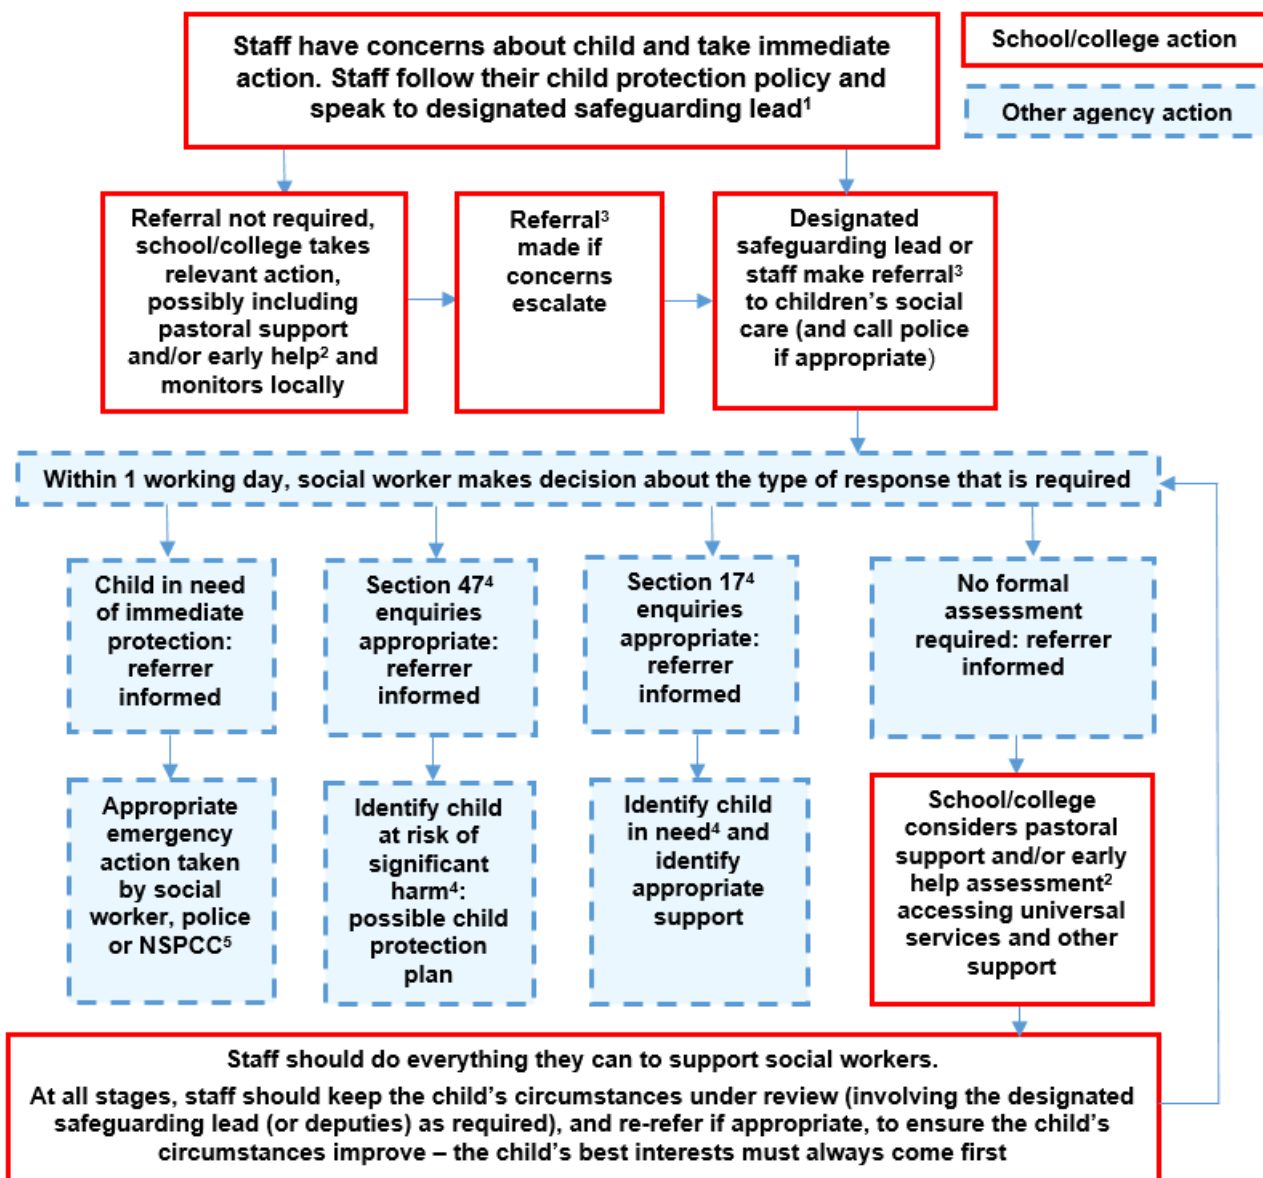 Staff have concerns about child and take immediate
action. Staff follow their child protection policy and
speak to designated safeguarding lead¹
School/college action
Other agency action
Referral not required,
school/college takes
relevant action,
possibly including
pastoral support
and/or early help² and
monitors locally
Referral³
made if
concerns
escalate
Designated
safeguarding lead or
staff make referral³
to children's social
care (and call police
if appropriate)
Within 1 working day, social worker makes decision about the type of response that is required
Child in need
of immediate
protection:
referrer
informed
Section 47⁴
enquiries
appropriate:
referrer
informed
Section 17⁴
enquiries
appropriate:
referrer
informed
No formal
assessment
required: referrer
informed
Appropriate
emergency
action taken
by social
worker, police
or NSPCC⁵
Identify child
at risk of
significant
harm⁴:
possible child
protection
plan
Identify child
in need⁴ and
identify
appropriate
support
School/college
considers pastoral
support and/or early
help assessment²
accessing universal
services and other
support
Staff should do everything they can to support social workers.
At all stages, staff should keep the child's circumstances under review (involving the designated
safeguarding lead (or deputies) as required), and re-refer if appropriate, to ensure the child's
circumstances improve – the child's best interests must always come first